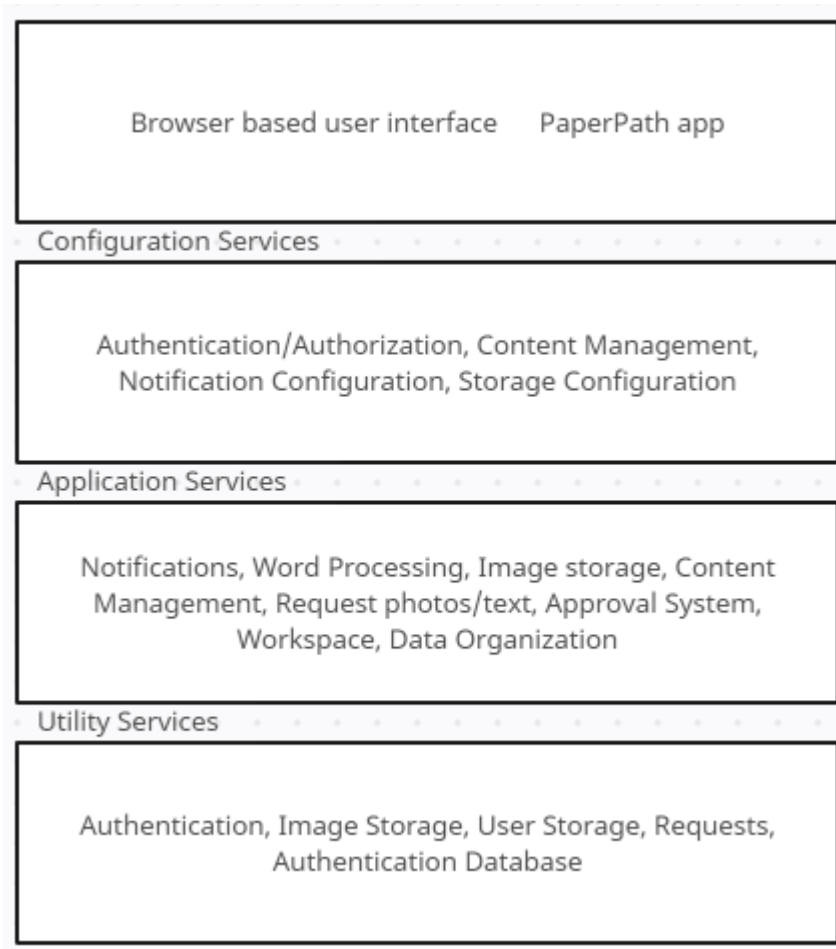 Browser based user interface PaperPath app
Configuration Services
Authentication/Authorization, Content Management,
Notification Configuration, Storage Configuration
Application Services
Notifications, Word Processing, Image storage, Content
Management, Request photos/text, Approval System,
Workspace, Data Organization
Utility Services
Authentication, Image Storage, User Storage, Requests,
Authentication Database